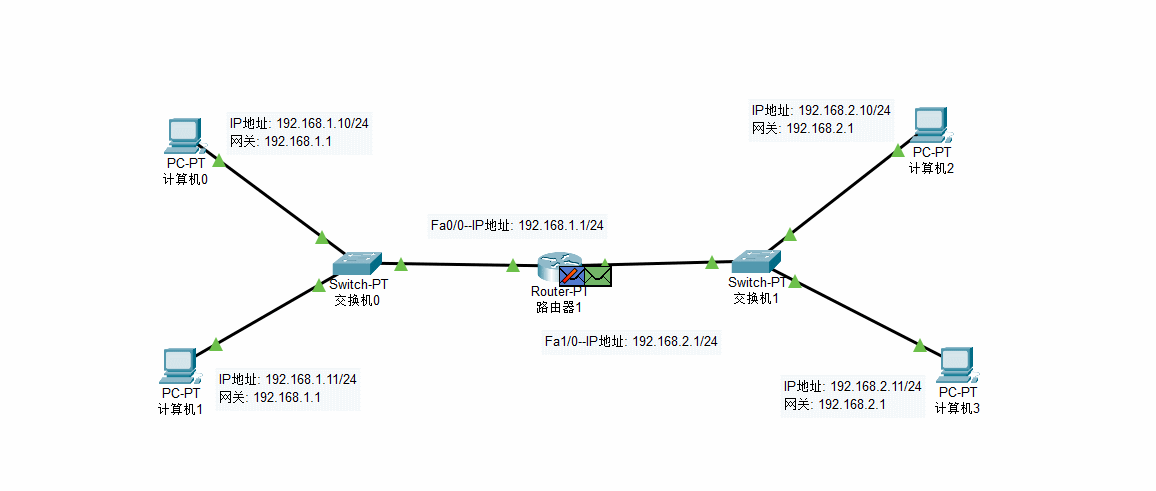 IP地址: 192.168.1.10/24
网关: 192.168.1.1
PC-PT
计算机0
IP地址: 192.168.2.10/24
网关: 192.168.2.1
PC-PT
计算机2
Fa0/0--IP地址: 192.168.1.1/24
Switch-PT
交换机0
Router-PT
路由器1
Switch-PT
交换机1
Fa1/0--IP地址: 192.168.2.1/24
PC-PT
计算机1
IP地址: 192.168.1.11/24
网关: 192.168.1.1
IP地址: 192.168.2.11/24
网关: 192.168.2.1
PC-PT
计算机3